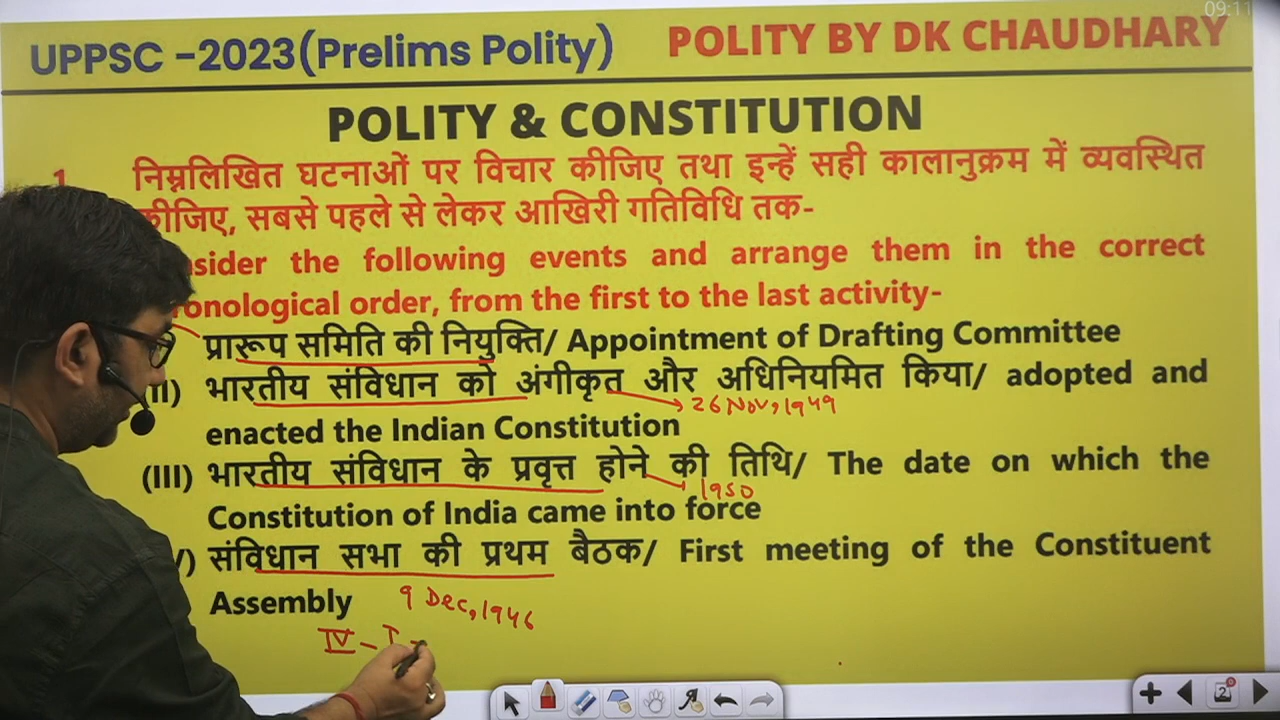 09:11
UPPSC -2023(Prelims Polity) POLITY BY DK CHAUDHARY
POLITY & CONSTITUTION
1. निम्नलिखित घटनाओं पर विचार कीजिए तथा इन्हें सही कालानुक्रम में व्यवस्थित
कीजिए, सबसे पहले से लेकर आखिरी गतिविधि तक-
sider the following events and arrange them in the correct
ronological order, from the first to the last activity-
प्रारूप समिति की नियुक्ति/ Appointment of Drafting Committee
(II) भारतीय संविधान को अंगीकृत और अधिनियमित किया/ adopted and
26 Nov, 1949
enacted the Indian Constitution
(III) भारतीय संविधान के प्रवृत्त होने की तिथि/ The date on which the
1950
Constitution of India came into force
V) संविधान सभा की प्रथम बैठक/ First meeting of the Constituent
Assembly 9 Dec, 1946
IV - I -
2